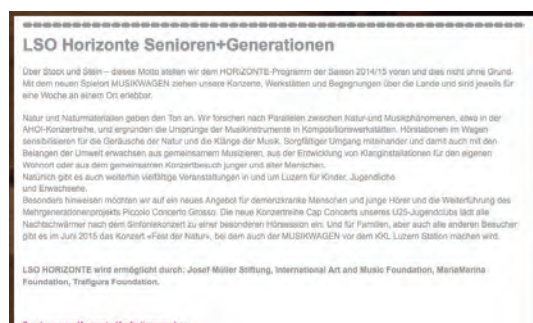 LSO Horizonte Senioren+Generationen
Über Stock und Stein – dieses Motto stellen wir dem HORIZONTE-Programm der Saison 2014/15 voran und dies nicht ohne Grund.
Mit dem neuen Spielort MUSIKWAGEN ziehen unsere Konzerte, Werkstätten und Begegnungen über die Lande und sind jeweils für
eine Woche an einem Ort erlebbar.
Natur und Naturmaterialien geben den Ton an. Wir forschen nach Parallelen zwischen Natur-und Musikphänomenen, etwa in der
AHOI-Konzertreihe, und ergründen die Ursprünge der Musikinstrumente in Kompositionswerkstätten. Hörstationen im Wagen
sensibilisieren für die Geräusche der Natur und die Klänge der Musik. Sorgfältiger Umgang miteinander und damit auch mit den
Belangen der Umwelt erwachsen aus gemeinsamem Musizieren, aus der Entwicklung von Klanginstallationen für den eigenen
Wohnort oder aus dem gemeinsamen Konzertbesuch junger und alter Menschen.
Natürlich gibt es auch weiterhin vielfältige Veranstaltungen in und um Luzern für Kinder, Jugendliche
und Erwachsene.
Besonders hinweisen möchten wir auf ein neues Angebot für demenzkranke Menschen und junge Hörer und die Weiterführung des
Mehrgenerationenprojekts Piccolo Concerto Grosso. Die neue Konzertreihe Cap Concerts unseres U25-Jugendclubs lädt alle
Nachtschwärmer nach dem Sinfoniekonzert zu einer besonderen Hörsession ein. Und für Familien, aber auch alle anderen Besucher
gibt es im Juni 2015 das Konzert «Fest der Natur», bei dem auch der MUSIKWAGEN vor dem KKL Luzern Station machen wird.
LSO HORIZONTE wird ermöglicht durch: Josef Müller Stiftung, International Art and Music Foundation, MariaMarina
Foundation, Trafigura Foundation.